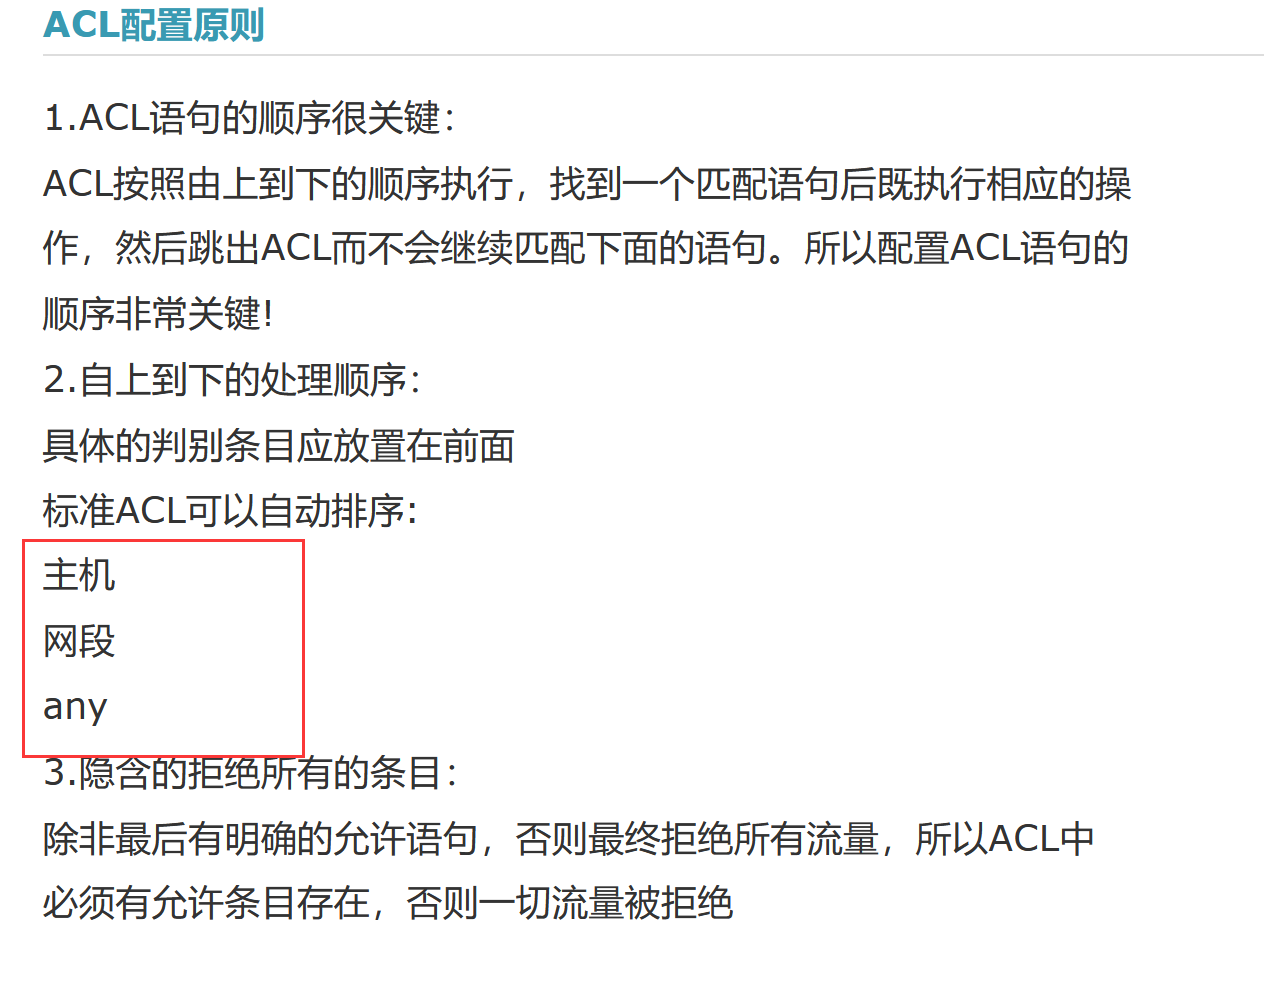 ACL配置原则
1.ACL语句的顺序很关键：
ACL按照由上到下的顺序执行，找到一个匹配语句后既执行相应的操
作，然后跳出ACL而不会继续匹配下面的语句。所以配置ACL语句的
顺序非常关键!
2.自上到下的处理顺序：
具体的判别条目应放置在前面
标准ACL可以自动排序:
主机
网段
any
3.隐含的拒绝所有的条目：
除非最后有明确的允许语句，否则最终拒绝所有流量，所以ACL中
必须有允许条目存在，否则一切流量被拒绝